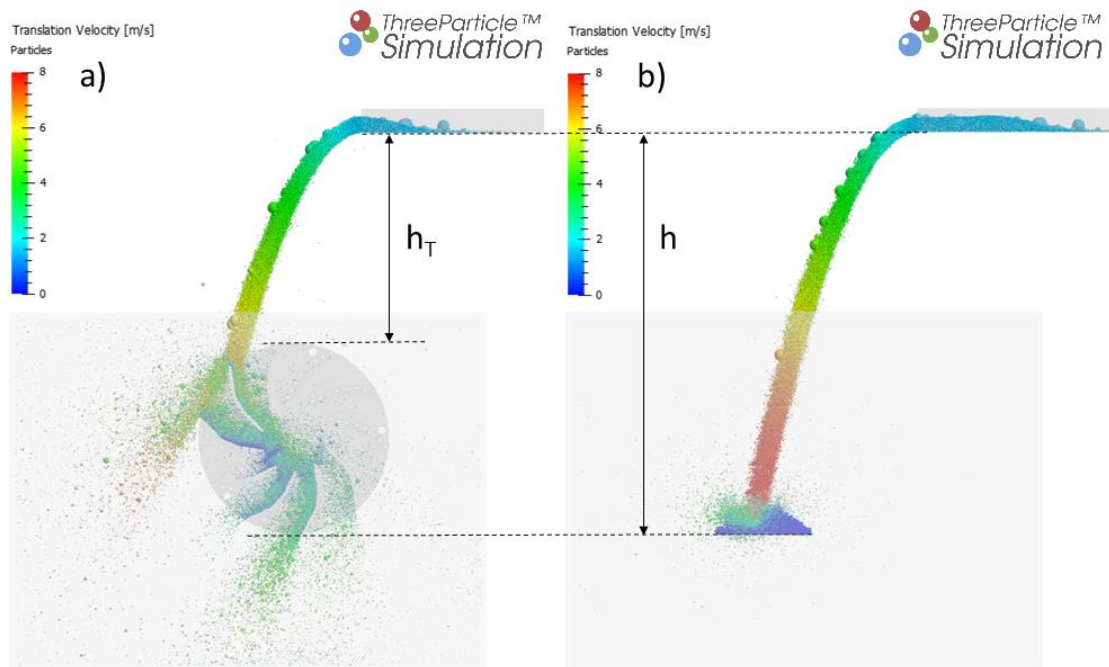 Translation Velocity [m/s]
Particles
8
6
4
2
0
a)
ThreeParticle™
Simulation
h_T
Translation Velocity [m/s]
Particles
8
6
4
2
0
b)
ThreeParticle™
Simulation
h